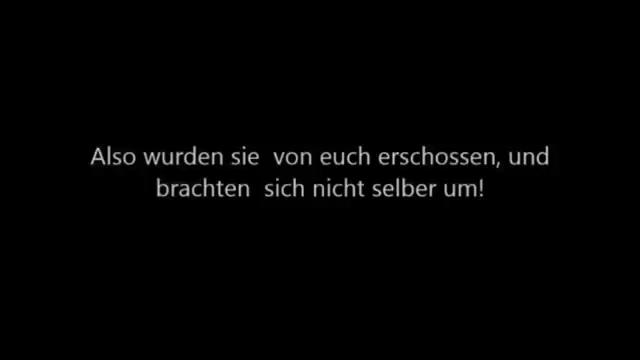 Also wurden sie  von euch erschossen, und
brachten  sich nicht selber um!